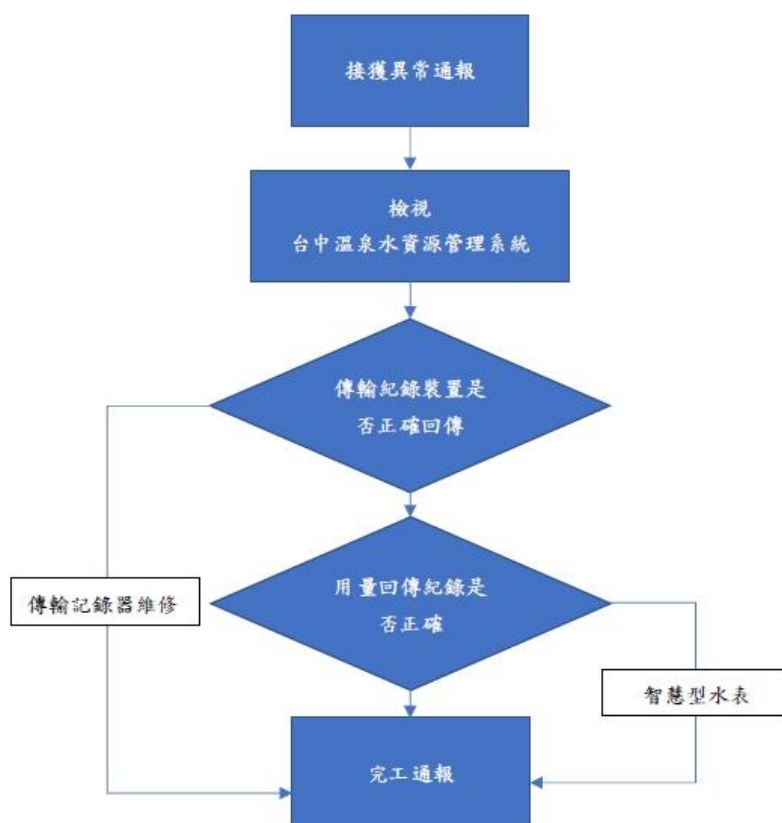 接獲異常通報
檢視
台中溫泉水資源管理系統
傳輸紀錄裝置是
否正確回傳
傳輸記錄器維修
用量回傳紀錄是
否正確
智慧型水表
完工通報